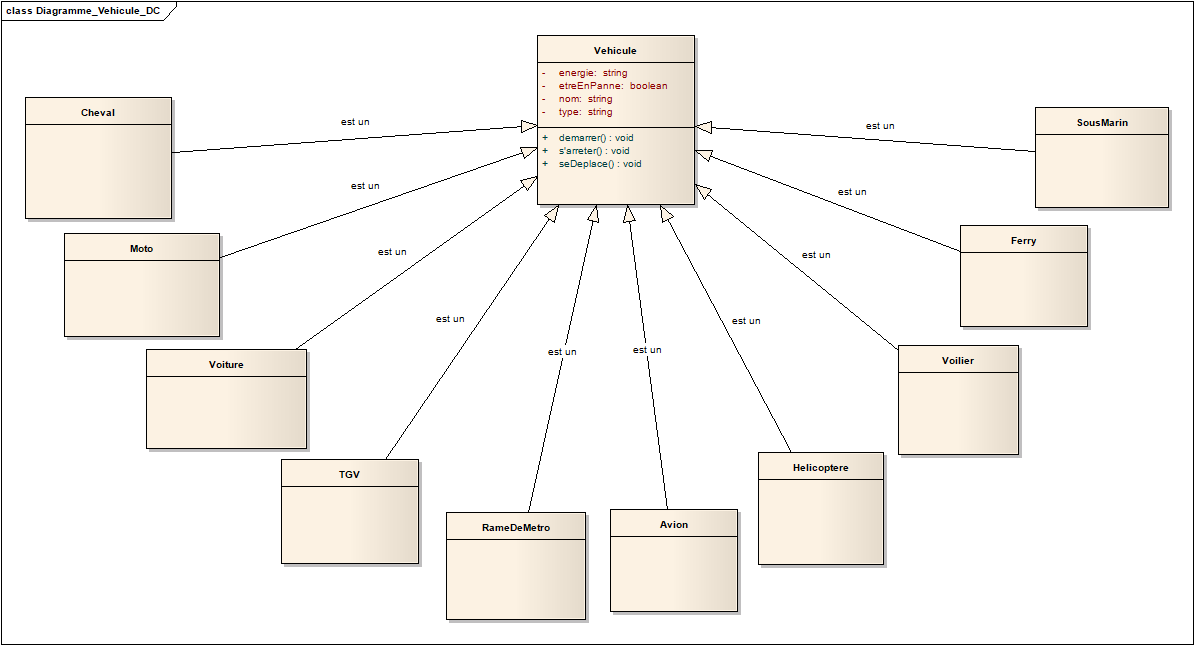 class Diagramme_Vehicule_DC
Vehicule
- energie: string
- etreEnPanne: boolean
- nom: string
- type: string
+ demarrer() : void
+ s'arreter() : void
+ seDeplace() : void
Cheval
est un
est un
SousMarin
est un
est un
Moto
Ferry
est un
est un
est un
est un
Voiture
est un
est un
Voilier
TGV
Helicoptere
RameDeMetro
Avion